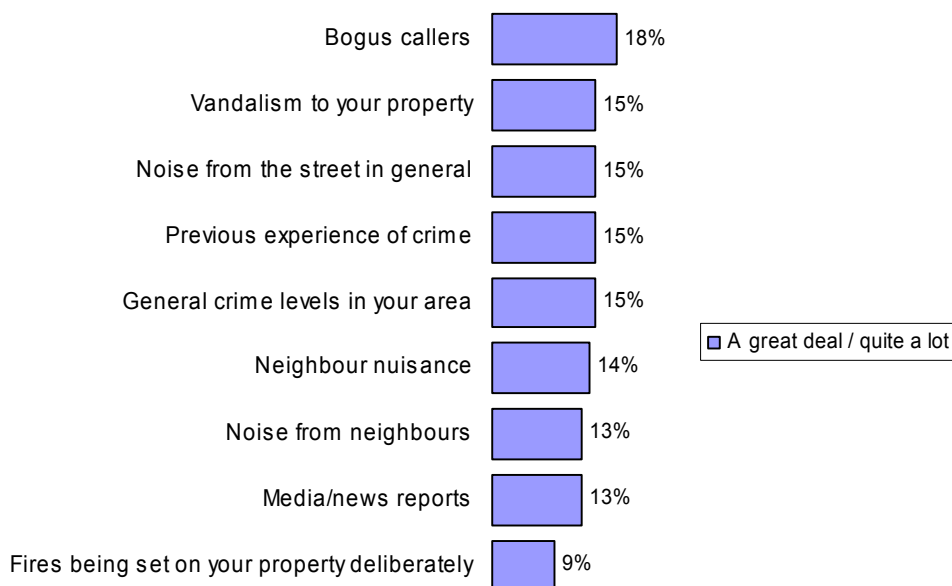 Bogus callers 18%
Vandalism to your property 15%
Noise from the street in general 15%
Previous experience of crime 15%
General crime levels in your area 15%
A great deal / quite a lot
Neighbour nuisance 14%
Noise from neighbours 13%
Media/news reports 13%
Fires being set on your property deliberately 9%